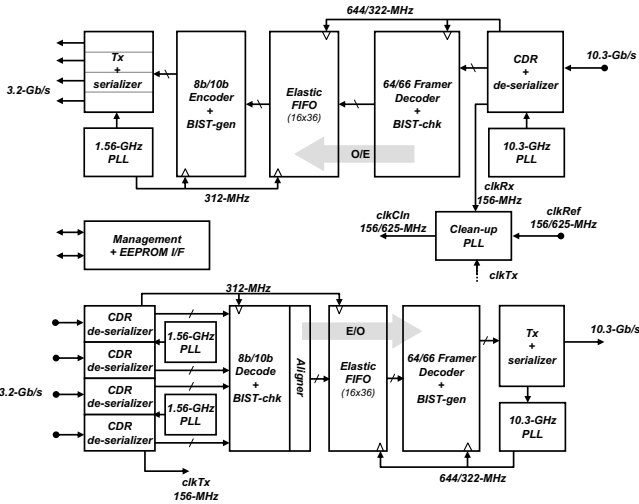 644/322-MHz
Tx
+
serializer
3.2-Gb/s
8b/10b
Encoder
+
BIST-gen
Elastic
FIFO
(16x36)
64/66 Framer
Decoder
+
BIST-chk
CDR
+
de-serializer
10.3-Gb/s
1.56-GHz
PLL
O/E
10.3-GHz
PLL
312-MHz
clkRx
156-MHz
clkCln
156/625-MHz
Clean-up
PLL
clkRef
156/625-MHz
clkTx
Management
+ EEPROM I/F
312-MHz
CDR
de-serializer
CDR
de-serializer
CDR
de-serializer
CDR
de-serializer
3.2-Gb/s
1.56-GHz
PLL
1.56-GHz
PLL
8b/10b
Decode
+
BIST-chk
Aligner
E/O
Elastic
FIFO
(16x36)
64/66 Framer
Decoder
+
BIST-gen
Tx
+
serializer
10.3-Gb/s
10.3-GHz
PLL
clkTx
156-MHz
644/322-MHz